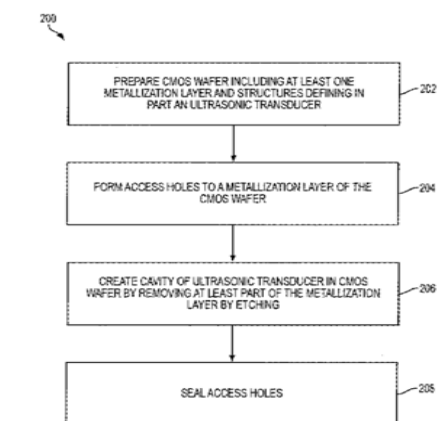 200
PREPARE CMOS WAFER INCLUDING AT LEAST ONE
METALLIZATION LAYER AND STRUCTURES DEFINING IN
PART AN ULTRASONIC TRANSDUCER
202
FORM ACCESS HOLES TO A METALLIZATION LAYER OF THE
CMOS WAFER
204
CREATE CAVITY OF ULTRASONIC TRANSDUCER IN CMOS
WAFER BY REMOVING AT LEAST PART OF THE METALLIZATION
LAYER BY ETCHING
206
SEAL ACCESS HOLES
208